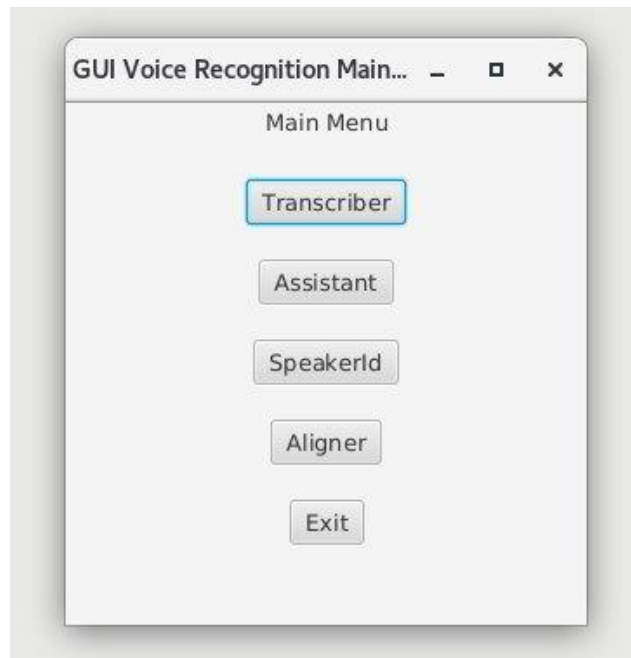 GUI Voice Recognition Main...
Main Menu
Transcriber
Assistant
SpeakerId
Aligner
Exit